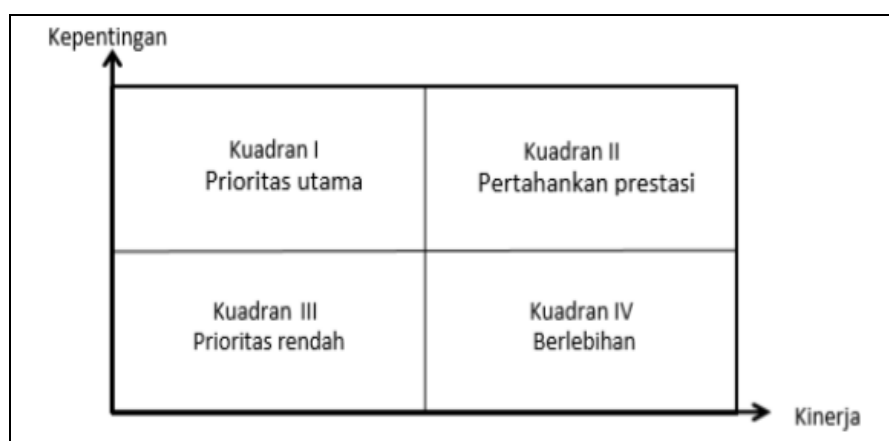 Kepentingan
Kuadran I
Prioritas utama
Kuadran II
Pertahankan prestasi
Kuadran III
Prioritas rendah
Kuadran IV
Berlebihan
Kinerja